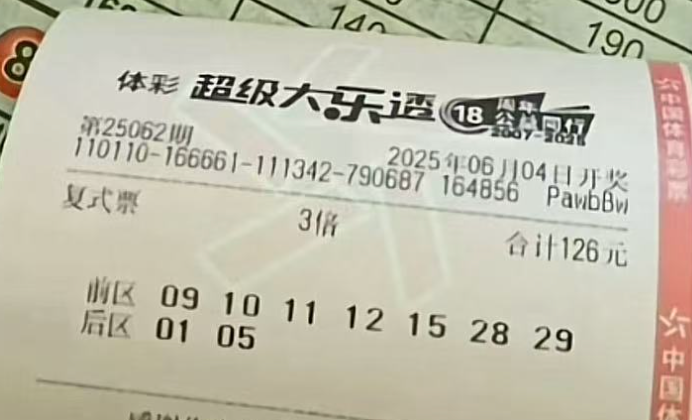 140
190
8
体彩 超级大乐透 18 周年 公益同行 2007-2025
第25062期 2025年06月04日开奖
110110-166661-111342-790687 164856 PawbBw
复式票 3倍 合计126元
前区 09 10 11 12 15 28 29
后区 01 05
中国体育彩票
中国体